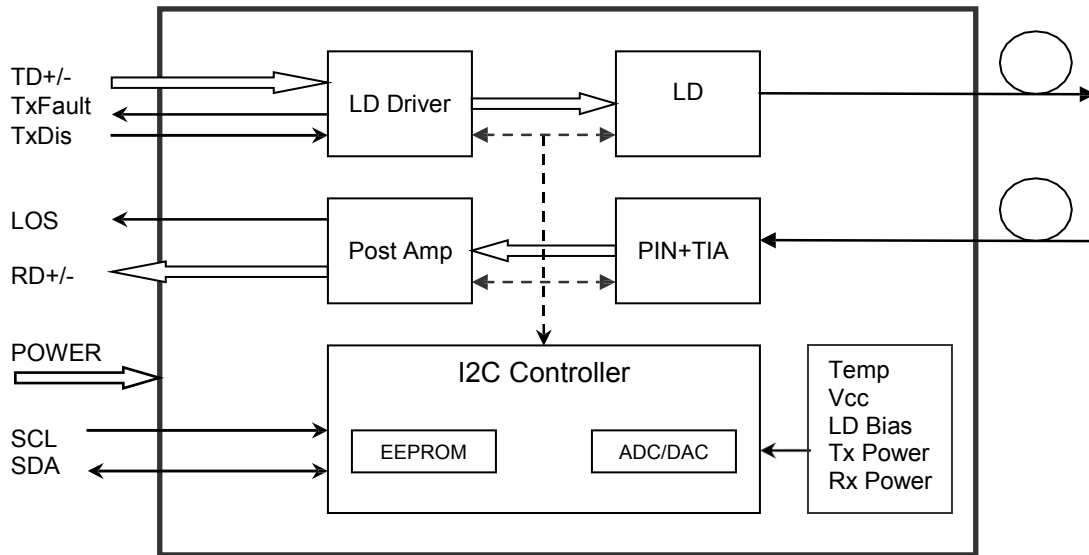 TD+/-
TxFault
TxDis
LD Driver
LD
LOS
RD+/-
Post Amp
PIN+TIA
POWER
SCL
SDA
I2C Controller
EEPROM
ADC/DAC
Temp
Vcc
LD Bias
Tx Power
Rx Power